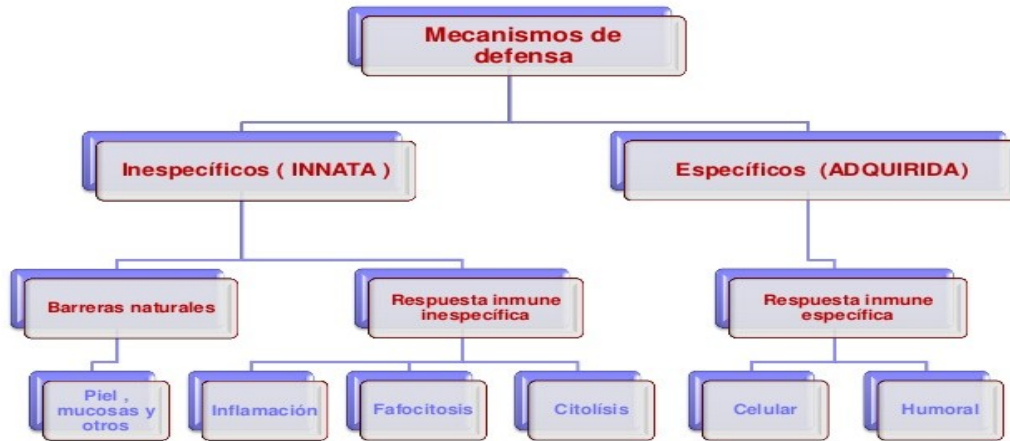 Mecanismos de
defensa
Inespecíficos ( INNATA )
Específicos (ADQUIRIDA)
Barreras naturales
Respuesta inmune
inespecífica
Respuesta inmune
específica
Piel ,
mucosas y
otros
Inflamación
Fafocitosis
Citolísis
Celular
Humoral